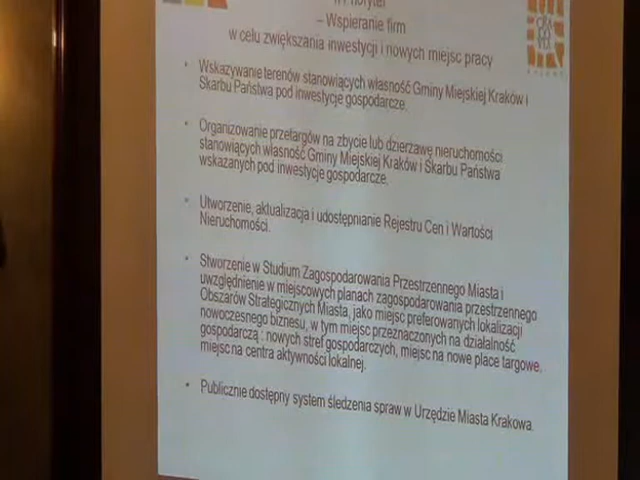 – Wspieranie firm
w celu zwiększania inwestycji i nowych miejsc pracy
• Wskazywanie terenów stanowiących własność Gminy Miejskiej Kraków i
Skarbu Państwa pod inwestycje gospodarcze.
• Organizowanie przetargów na zbycie lub dzierżawę nieruchomości
stanowiących własność Gminy Miejskiej Kraków i Skarbu Państwa
wskazanych pod inwestycje gospodarcze.
• Utworzenie, aktualizacja i udostępnianie Rejestru Cen i Wartości
Nieruchomości.
• Stworzenie w Studium Zagospodarowania Przestrzennego Miasta i
uwzględnienie w miejscowych planach zagospodarowania przestrzennego
Obszarów Strategicznych Miasta, jako miejsc preferowanych lokalizacji
nowoczesnego biznesu, w tym miejsc przeznaczonych na działalność
gospodarczą : nowych stref gospodarczych, miejsc na nowe place targowe,
miejsc na centra aktywności lokalnej.
• Publicznie dostępny system śledzenia spraw w Urzędzie Miasta Krakowa.